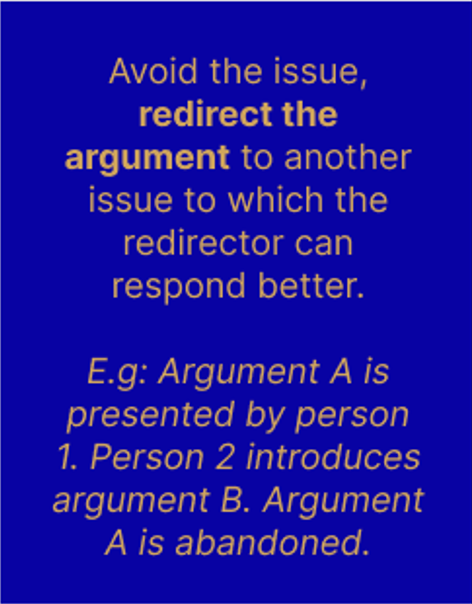 Avoid the issue,
redirect the
argument to another
issue to which the
redirector can
respond better.
E.g: Argument A is
presented by person
1. Person 2 introduces
argument B. Argument
A is abandoned.